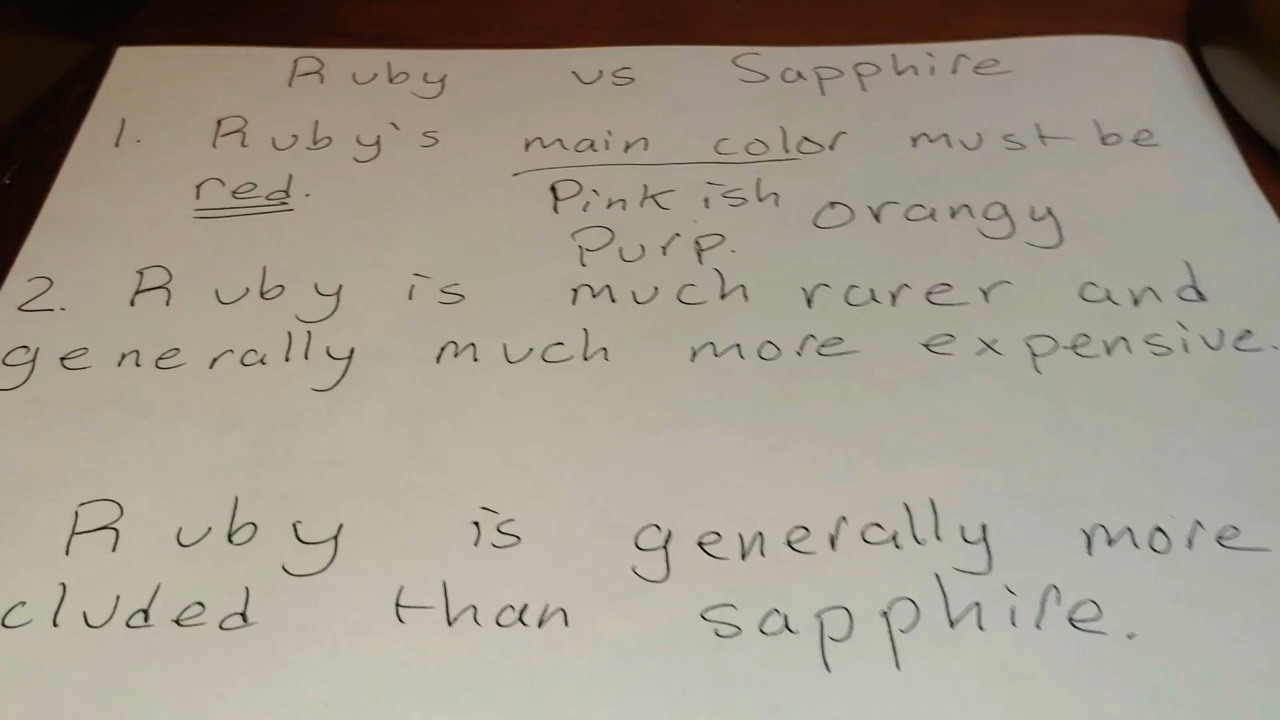 Ruby vs Sapphire
1. Ruby's main color must be
red. Pinkish orangy
Purp.
2. Ruby is much rarer and
generally much more expensive.
Ruby is generally more
cluded than sapphire.